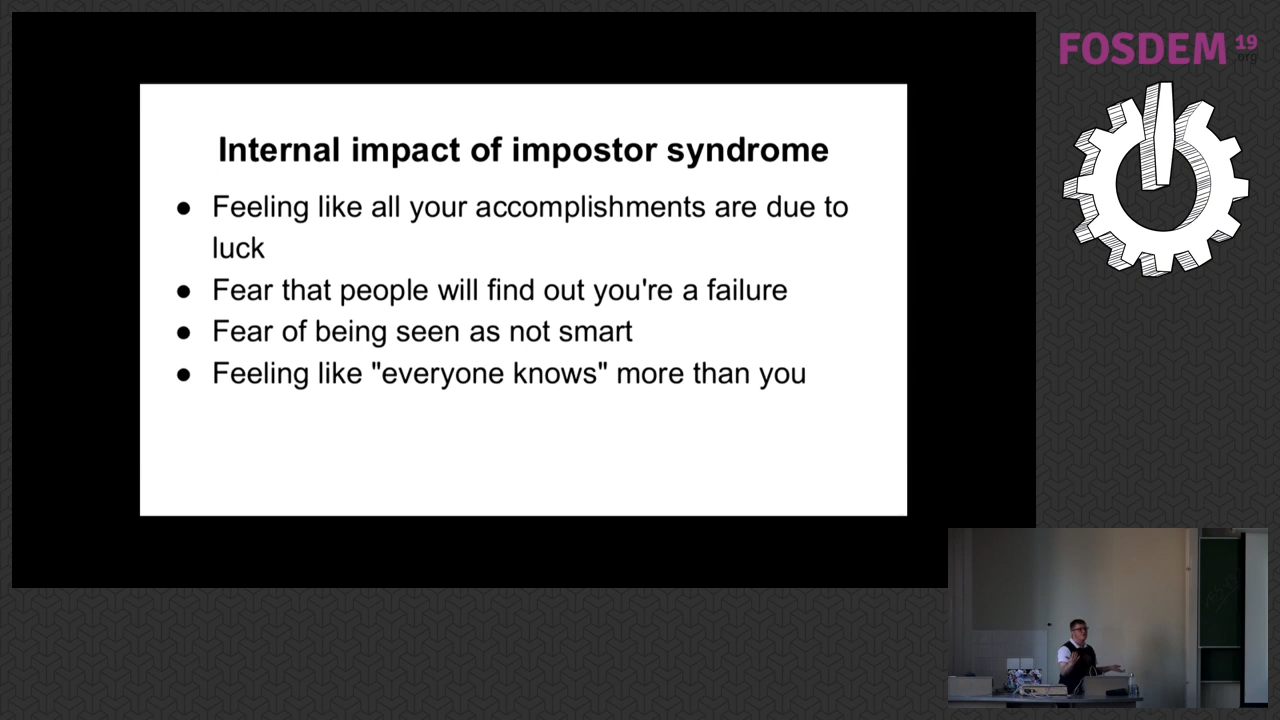 FOSDEM 19
.org
Internal impact of impostor syndrome
● Feeling like all your accomplishments are due to
luck
● Fear that people will find out you're a failure
● Fear of being seen as not smart
● Feeling like "everyone knows" more than you